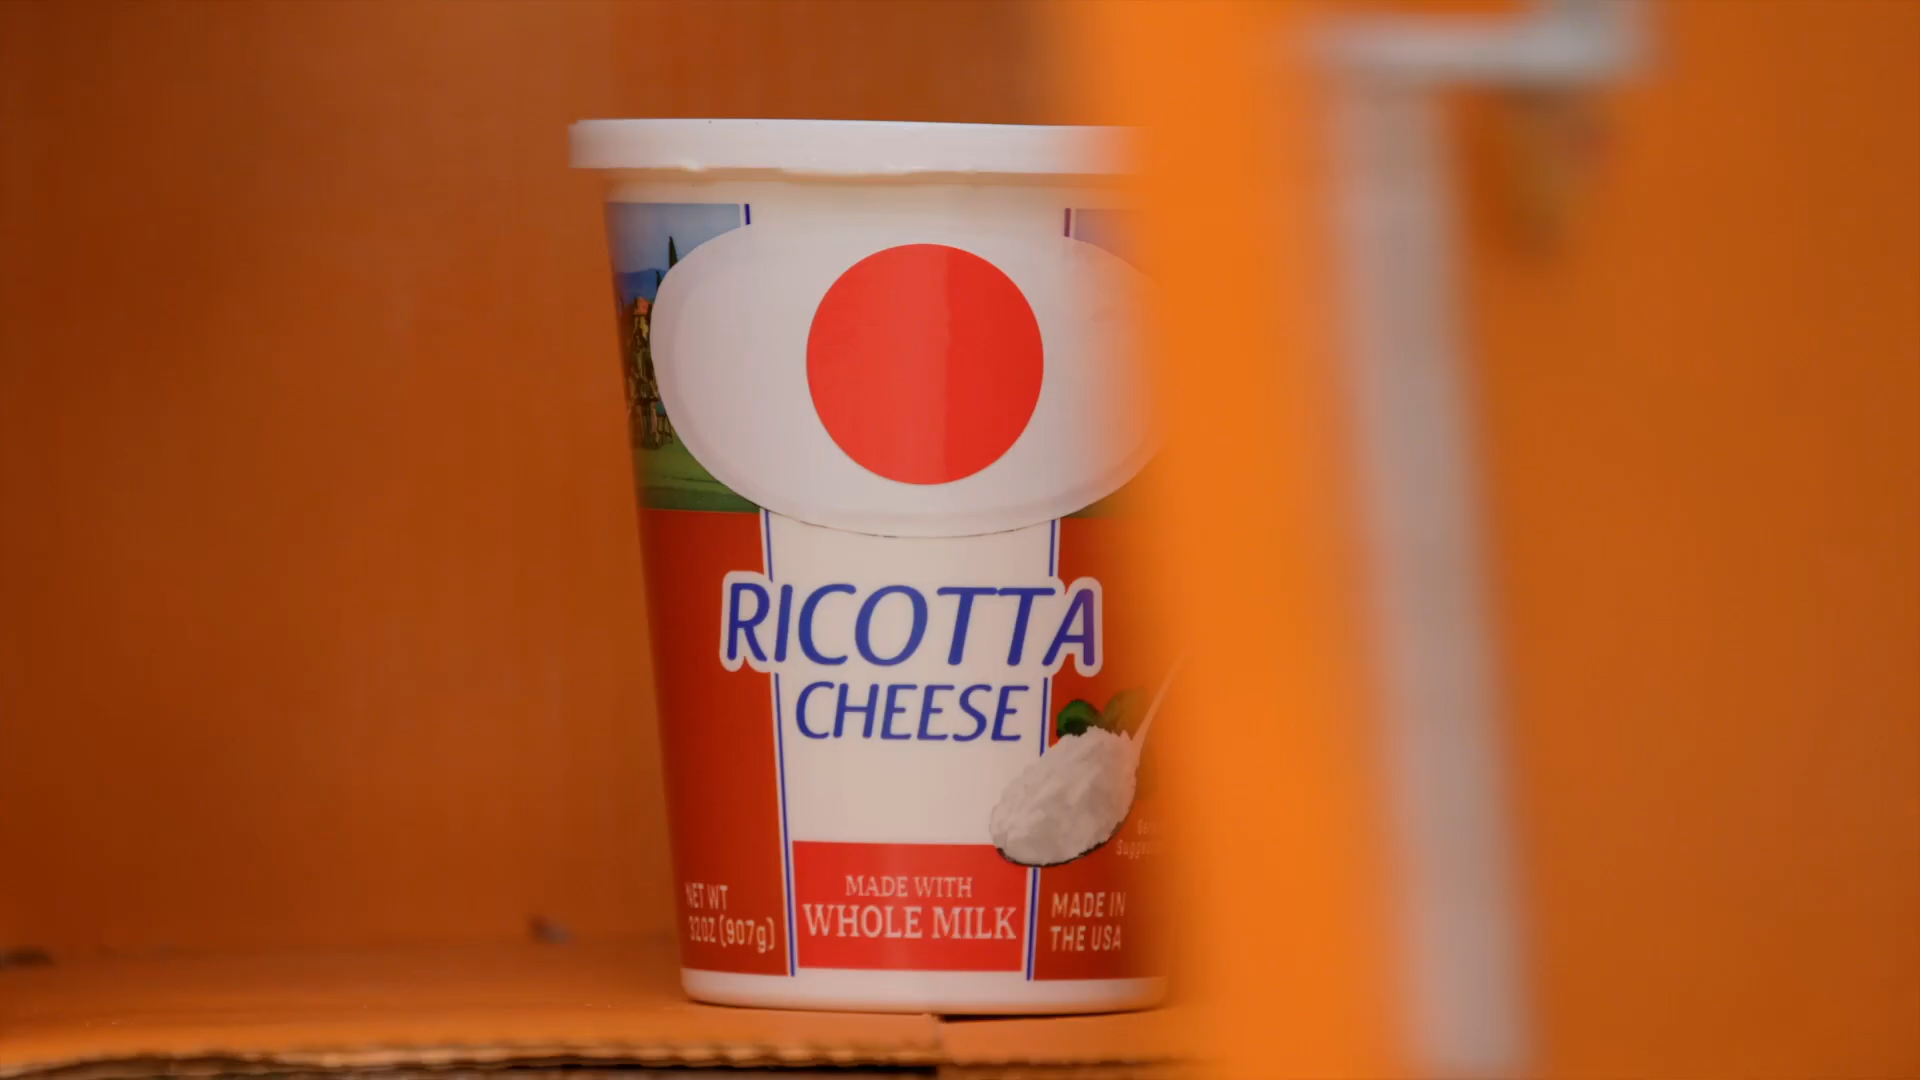 RICOTTA
CHEESE
MADE WITH
WHOLE MILK
NET WT
32OZ (907g)
MADE IN
THE USA